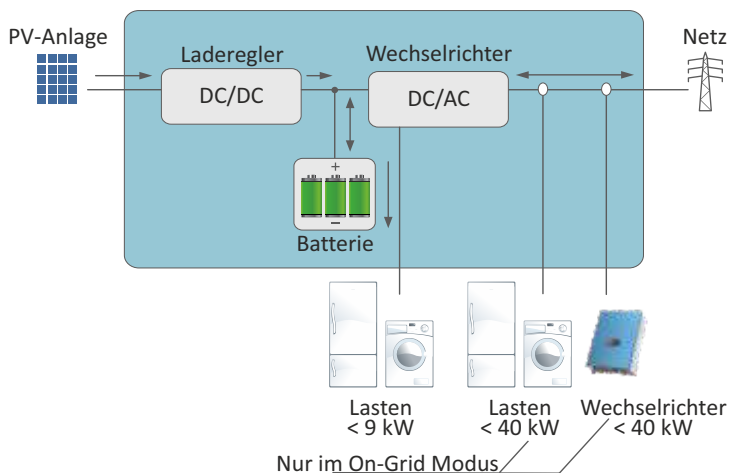 PV-Anlage
Laderegler
Wechselrichter
Netz
DC/DC
DC/AC
+
−
Batterie
Lasten
< 9 kW
Lasten
< 40 kW
Wechselrichter
< 40 kW
Nur im On-Grid Modus